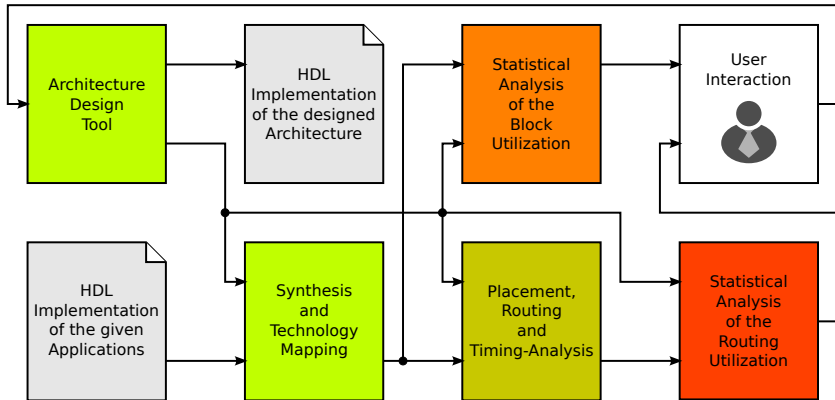 Architecture
Design
Tool
HDL
Implementation
of the designed
Architecture
Statistical
Analysis
of the
Block
Utilization
User
Interaction
HDL
Implementation
of the given
Applications
Synthesis
and
Technology
Mapping
Placement,
Routing
and
Timing-Analysis
Statistical
Analysis
of the
Routing
Utilization